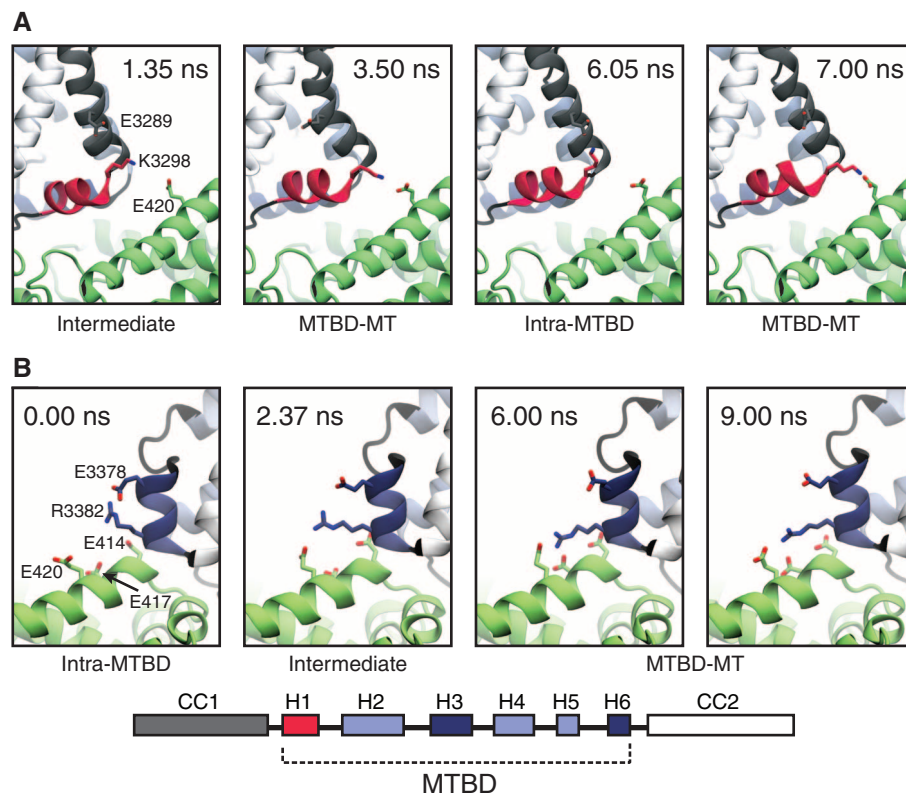 A
1.35 ns
3.50 ns
6.05 ns
7.00 ns
E3289
K3298
E420
Intermediate
MTBD-MT
Intra-MTBD
MTBD-MT
B
0.00 ns
2.37 ns
6.00 ns
9.00 ns
E3378
R3382
E414
E420
E417
Intra-MTBD
Intermediate
MTBD-MT
CC1
H1
H2
H3
H4
H5
H6
CC2
MTBD